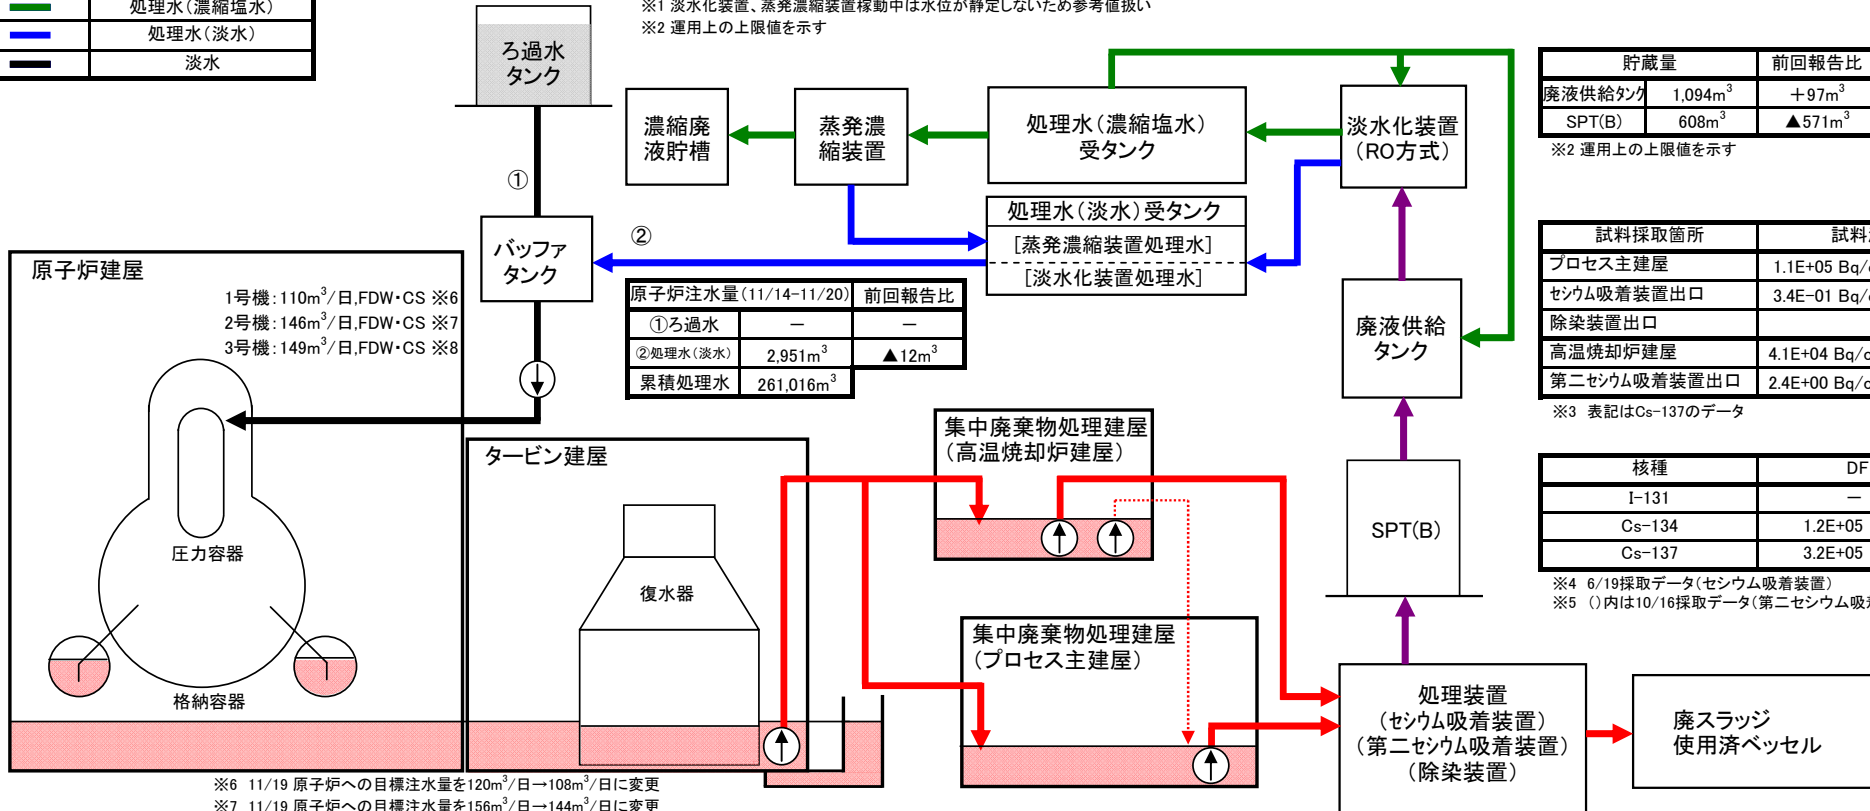 処理水(濃縮塩水)
処理水(淡水)
淡水
※1 淡水化装置、蒸発濃縮装置稼動中は水位が静定しないため参考値扱い
※2 運用上の上限値を示す
ろ過水
タンク
濃縮廃
液貯槽
蒸発濃
縮装置
処理水(濃縮塩水)
受タンク
淡水化装置
(RO方式)
貯蔵量 前回報告比
廃液供給タンク 1,094m³ +97m³
SPT(B) 608m³ ▲571m³
※2 運用上の上限値を示す
①
処理水(淡水)受タンク
[蒸発濃縮装置処理水]
[淡水化装置処理水]
バッファ
タンク
②
原子炉建屋
1号機:110m³/日,FDW・CS ※6
2号機:146m³/日,FDW・CS ※7
3号機:149m³/日,FDW・CS ※8
原子炉注水量(11/14-11/20) 前回報告比
①ろ過水 - -
②処理水(淡水) 2,951m³ ▲12m³
累積処理水 261,016m³
廃液供給
タンク
試料採取箇所
プロセス主建屋 1.1E+05
セシウム吸着装置出口 3.4E-01
除染装置出口
高温焼却炉建屋 4.1E+04
第二セシウム吸着装置出口 2.4E+00
※3 表記はCs-137のデータ
集中廃棄物処理建屋
(高温焼却炉建屋)
タービン建屋
核種 DF
I-131 -
Cs-134 1.2E+05
Cs-137 3.2E+05
※4 6/19採取データ(セシウム吸着装置)
※5 ()内は10/16採取データ(第二セシウム吸
SPT(B)
圧力容器
復水器
格納容器
集中廃棄物処理建屋
(プロセス主建屋)
処理装置
(セシウム吸着装置)
(第二セシウム吸着装置)
(除染装置)
廃スラッジ
使用済ベッセル
※6 11/19 原子炉への目標注水量を120m³/日→108m³/日に変更
※7 11/19 原子炉への目標注水量を156m³/日→144m³/日に変更